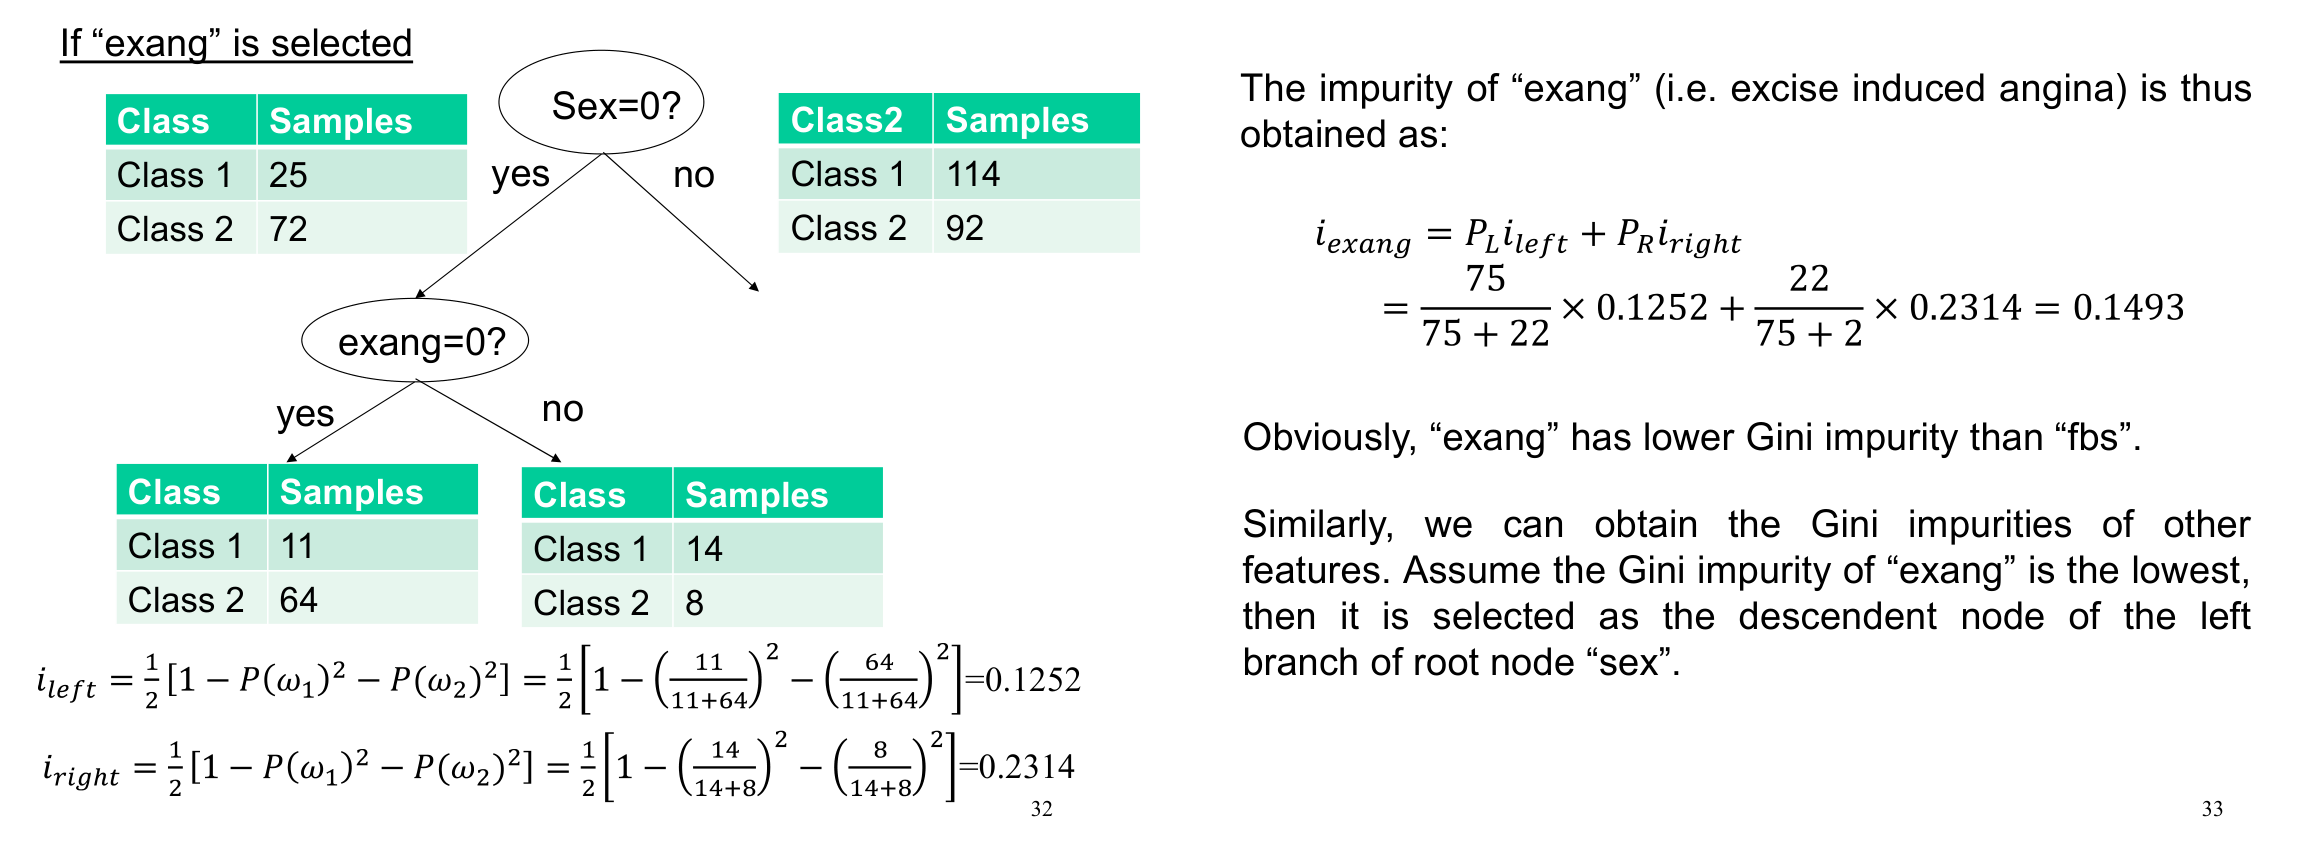 If “exang” is selected
Sex=0?
Class Samples
Class 1 25
Class 2 72
Class2 Samples
Class 1 114
Class 2 92
yes
no
exang=0?
yes
no
Class Samples
Class 1 11
Class 2 64
Class Samples
Class 1 14
Class 2 8
i_left = 1/2 [1 − P(ω₁)² − P(ω₂)²] = 1/2 [1 − (11/(11+64))² − (64/(11+64))²]=0.1252
i_right = 1/2 [1 − P(ω₁)² − P(ω₂)²] = 1/2 [1 − (14/(14+8))² − (8/(14+8))²]=0.2314
32
The impurity of “exang” (i.e. excise induced angina) is thus
obtained as:
i_exang = P_L i_left + P_R i_right
= 75/(75 + 22) × 0.1252 + 22/(75 + 2) × 0.2314 = 0.1493
Obviously, “exang” has lower Gini impurity than “fbs”.
Similarly, we can obtain the Gini impurities of other
features. Assume the Gini impurity of “exang” is the lowest,
then it is selected as the descendent node of the left
branch of root node “sex”.
33